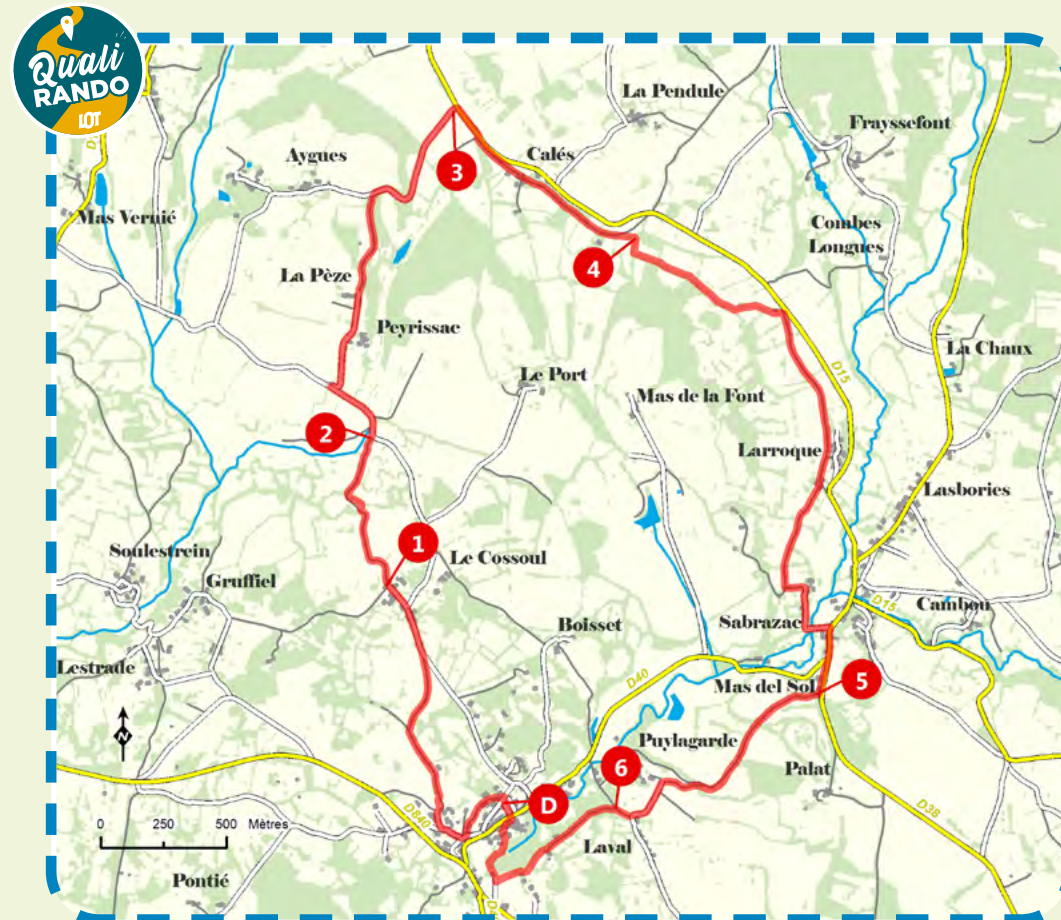 Quali
RANDO
LOT
La Pendule
Frayssefont
Aygues
Calés
3
Mas Vernié
Combes
Longues
4
La Pèze
Peyrissac
La Chaux
D15
Le Port
Mas de la Font
2
Larroque
Lasbories
1
Le Cossoul
Soulestrein
Gruffiel
Cambou
D15
Boisset
Sabrazac
Lestrade
D40
Mas del Sol
5
N
Puylagarde
6
Palat
D
D840
D38
0 250 500 Mètres
Laval
Pontié